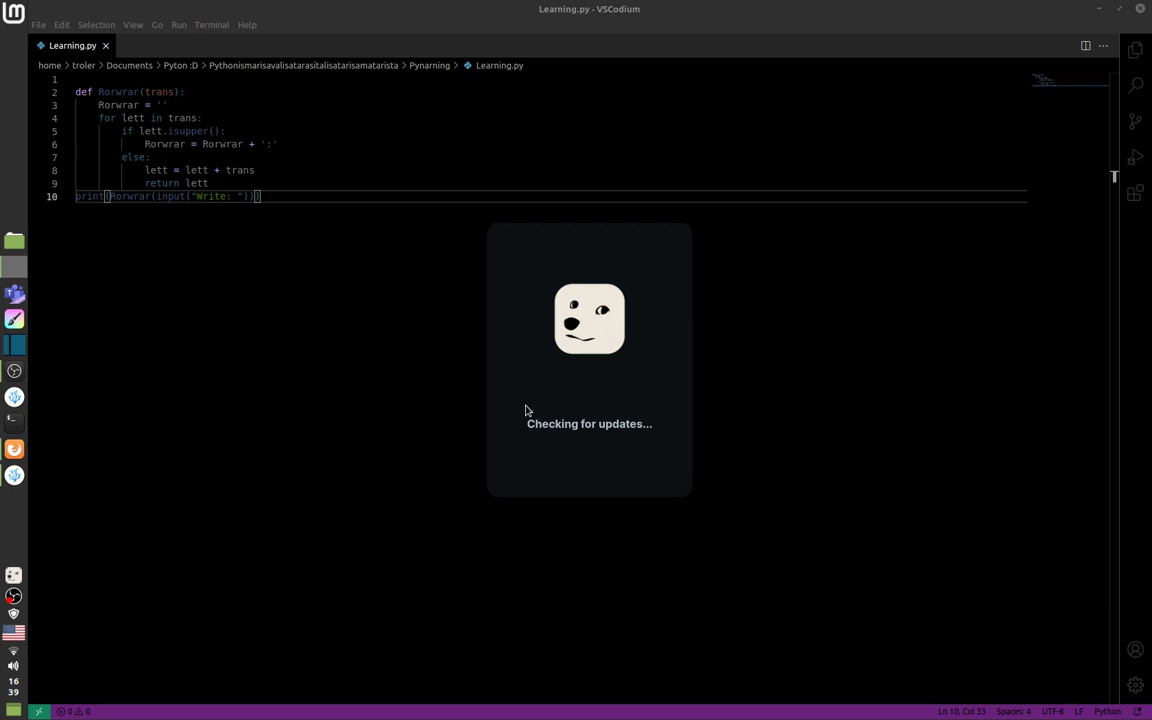 Learning.py - VSCodium
File Edit Selection View Go Run Terminal Help
Learning.py
home > troler > Documents > Pyton :D > Pythonismarisavalisatarasitalisatarisamatarista > Pynarning > Learning.py
1
2 def Rorwrar(trans):
3 Rorwrar = ''
4 for lett in trans:
5 if lett.isupper():
6 Rorwrar = Rorwrar + ':'
7 else:
8 lett = lett + trans
9 return lett
10 print(Rorwrar(input("Write: ")))
Checking for updates...
16
39
0 0
Ln 10, Col 33 Spaces: 4 UTF-8 LF Python